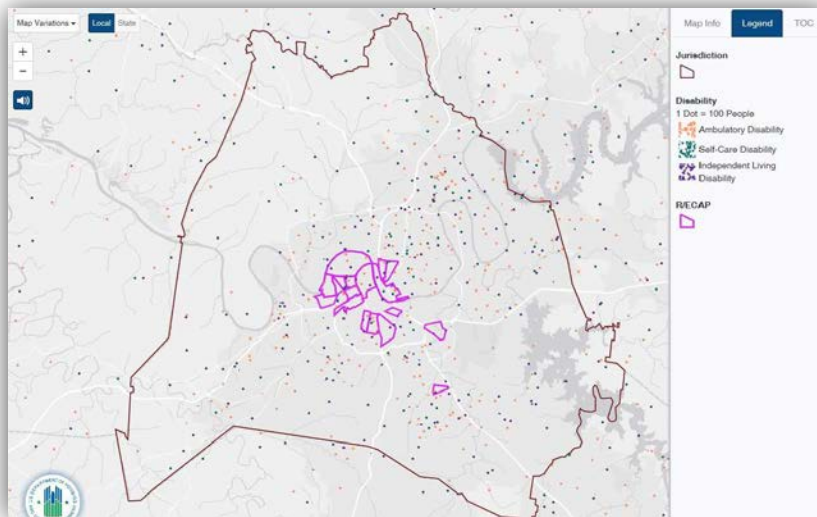 Map Variations
Local
State
+
−
Map Info
Legend
TOC
Jurisdiction
Disability
1 Dot = 100 People
Ambulatory Disability
Self-Care Disability
Independent Living
Disability
R/ECAP